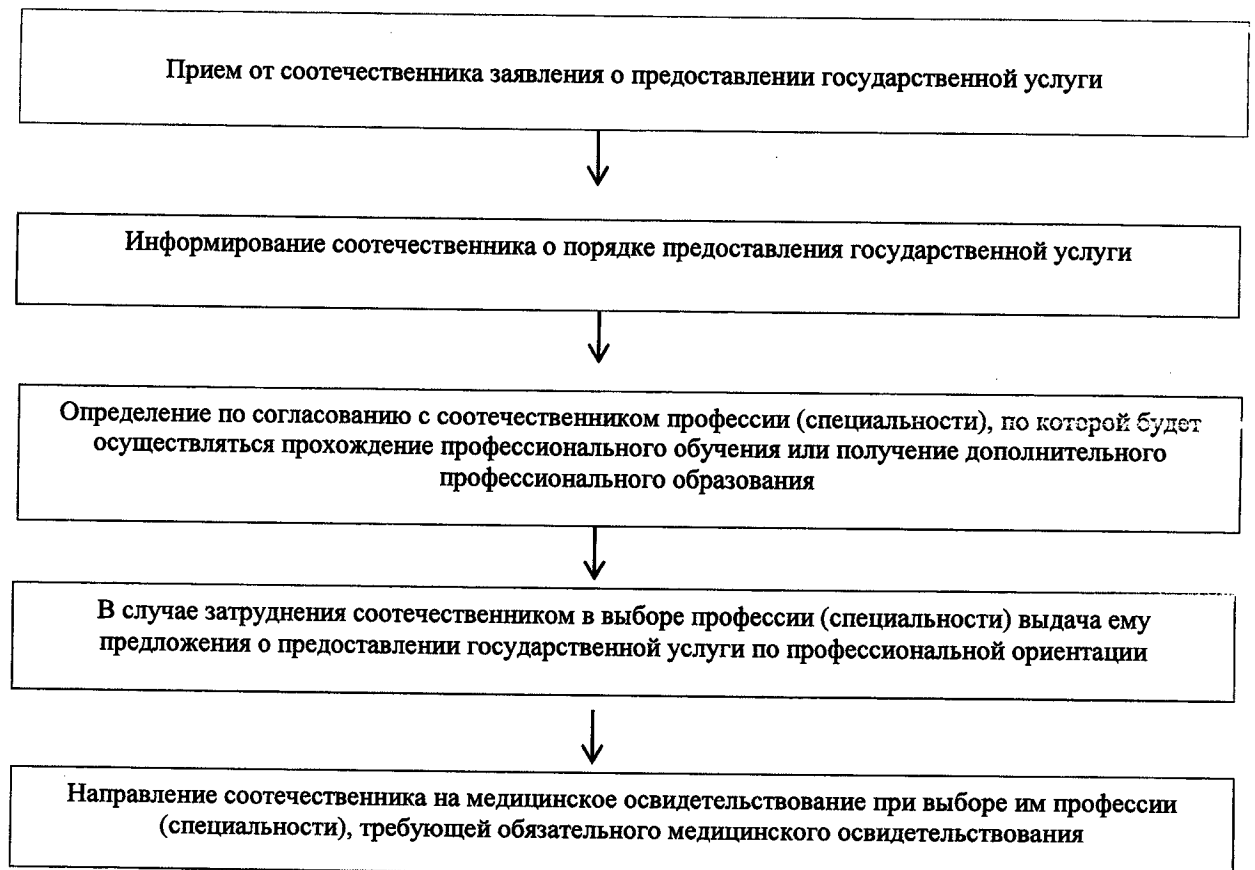 Прием от соотечественника заявления о предоставлении государственной услуги
Информирование соотечественника о порядке предоставления государственной услуги
Определение по согласованию с соотечественником профессии (специальности), по которой будет
осуществляться прохождение профессионального обучения или получение дополнительного
профессионального образования
В случае затруднения соотечественником в выборе профессии (специальности) выдача ему
предложения о предоставлении государственной услуги по профессиональной ориентации
Направление соотечественника на медицинское освидетельствование при выборе им профессии
(специальности), требующей обязательного медицинского освидетельствования